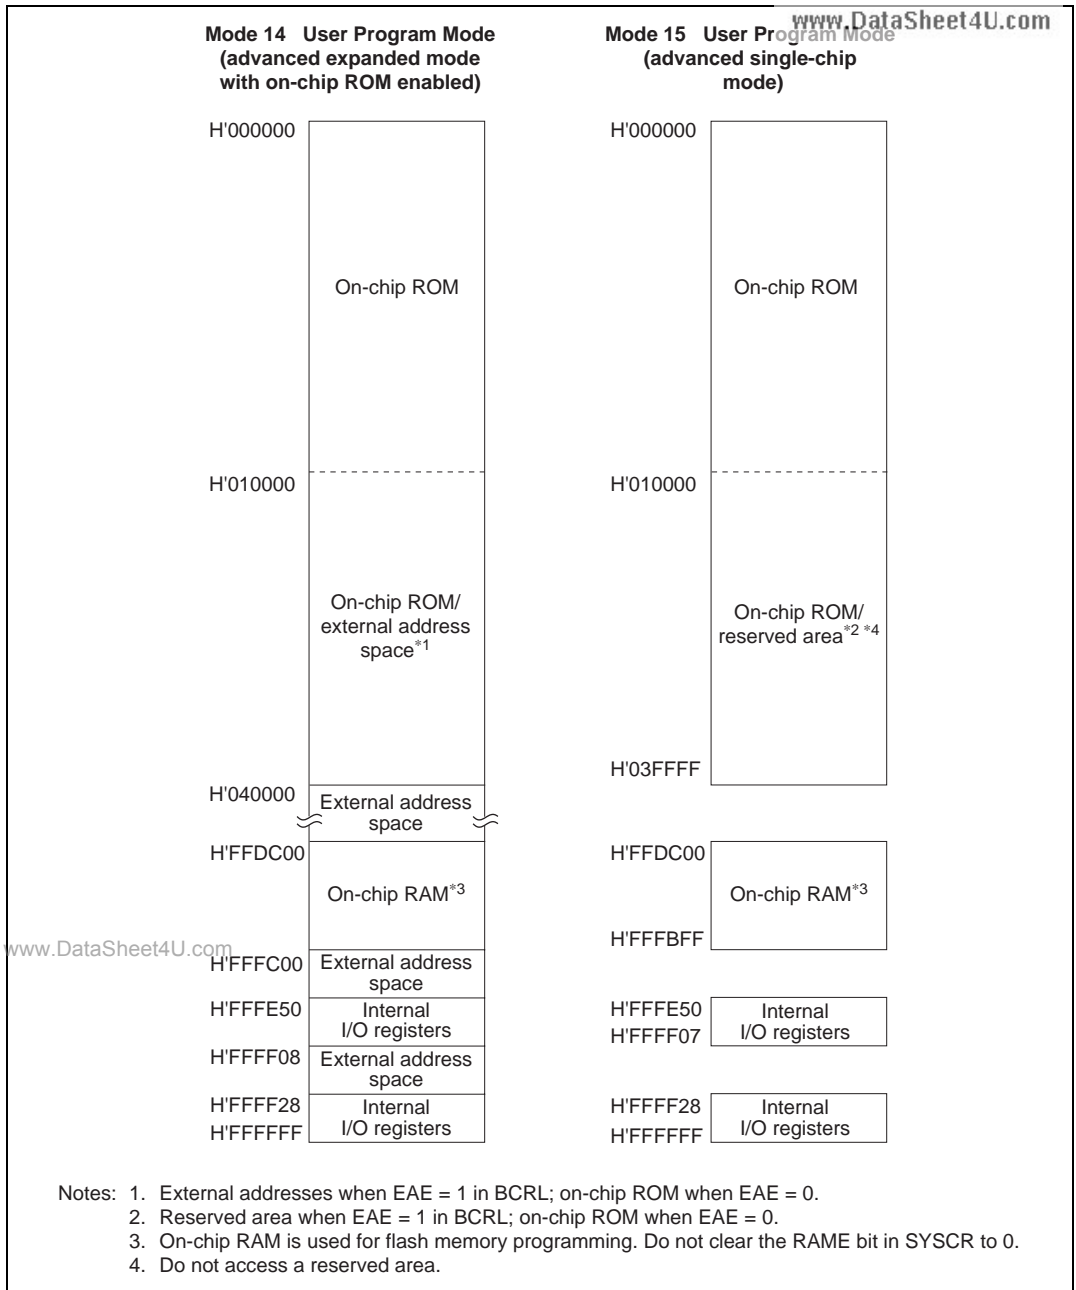 www.DataSheet4U.com
Mode 14 User Program Mode
(advanced expanded mode
with on-chip ROM enabled)
H'000000
On-chip ROM
H'010000
On-chip ROM/
external address
space*1
H'040000
External address
space
H'FFDC00
On-chip RAM*3
H'FFFC00
External address
space
H'FFFE50
Internal
I/O registers
H'FFFF08
External address
space
H'FFFF28
Internal
I/O registers
H'FFFFFF
Mode 15 User Program Mode
(advanced single-chip
mode)
H'000000
On-chip ROM
H'010000
On-chip ROM/
reserved area*2 *4
H'03FFFF
H'FFDC00
On-chip RAM*3
H'FFFBFF
H'FFFE50
Internal
I/O registers
H'FFFF07
H'FFFF28
Internal
I/O registers
H'FFFFFF
www.DataSheet4U.com
Notes: 1. External addresses when EAE = 1 in BCRL; on-chip ROM when EAE = 0.
2. Reserved area when EAE = 1 in BCRL; on-chip ROM when EAE = 0.
3. On-chip RAM is used for flash memory programming. Do not clear the RAME bit in SYSCR to 0.
4. Do not access a reserved area.